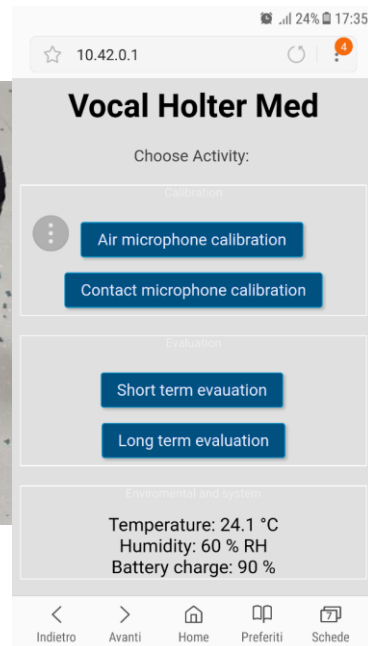 24% 17:35
10.42.0.1
4
Vocal Holter Med
Choose Activity:
Calibration
Air microphone calibration
Contact microphone calibration
Evaluation
Short term evauation
Long term evaluation
Enviromental and system
Temperature: 24.1 °C
Humidity: 60 % RH
Battery charge: 90 %
7
Indietro Avanti Home Preferiti Schede